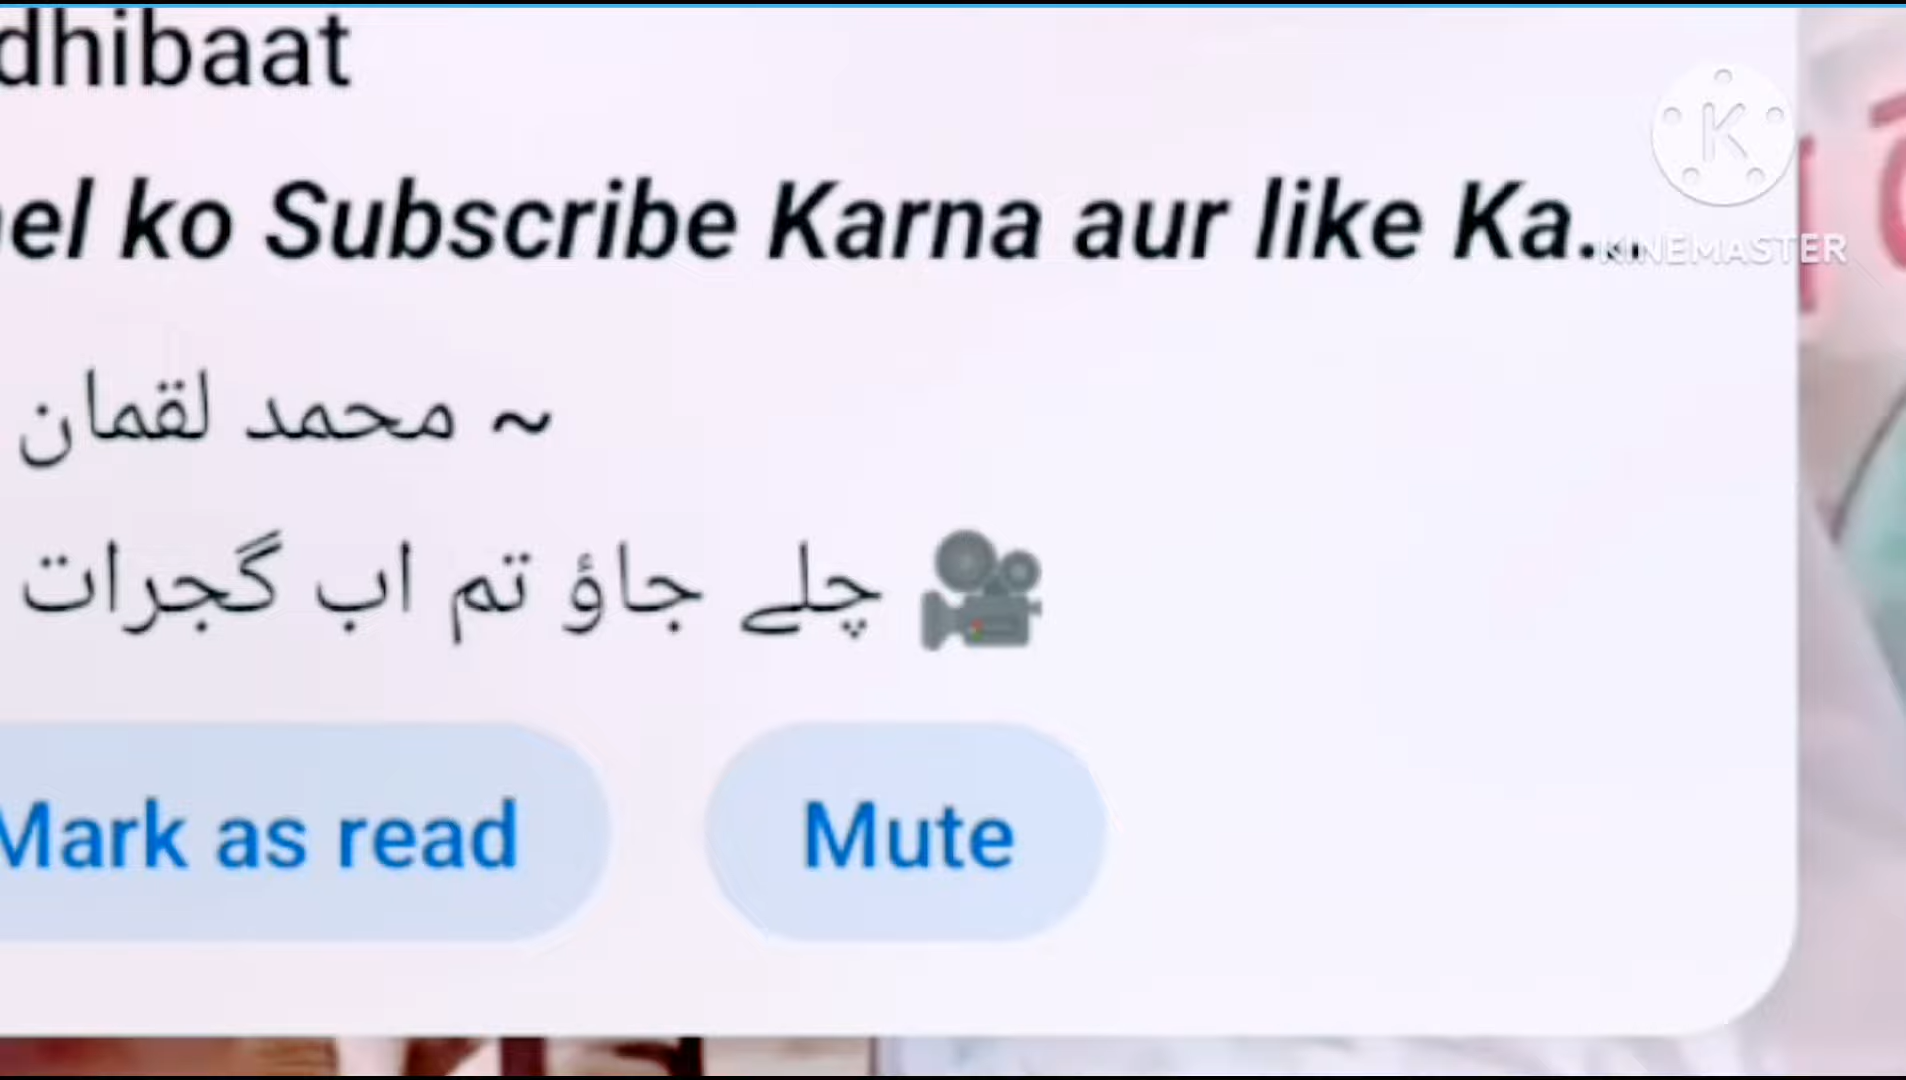 dhibaat
nel ko Subscribe Karna aur like Ka...
KINEMASTER
~ محمد لقمان
🎥 چلے جاؤ تم اب گجرات
Mark as read
Mute